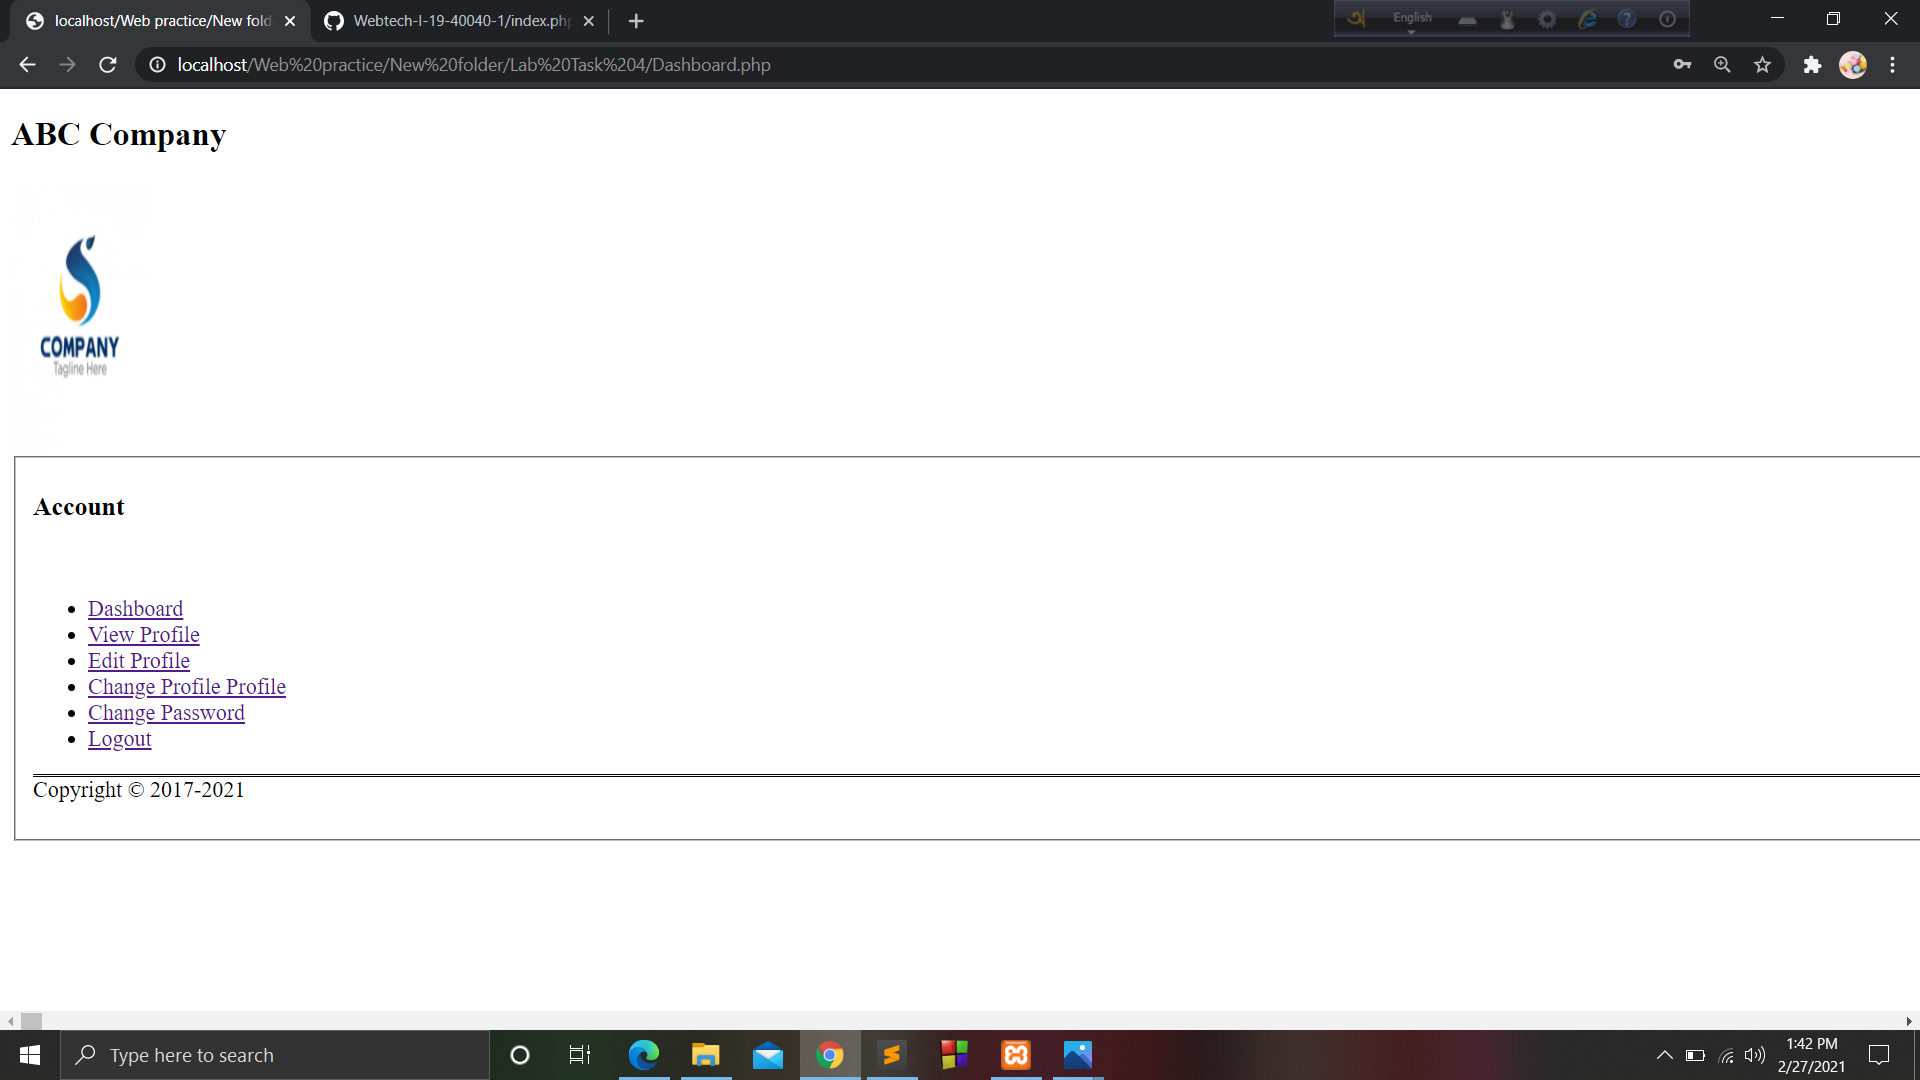 localhost/Web practice/New fold
Webtech-I-19-40040-1/index.ph
English
localhost/Web%20practice/New%20folder/Lab%20Task%204/Dashboard.php
ABC Company
COMPANY
Tagline Here
Account
Dashboard
View Profile
Edit Profile
Change Profile Profile
Change Password
Logout
Copyright © 2017-2021
Type here to search
1:42 PM
2/27/2021